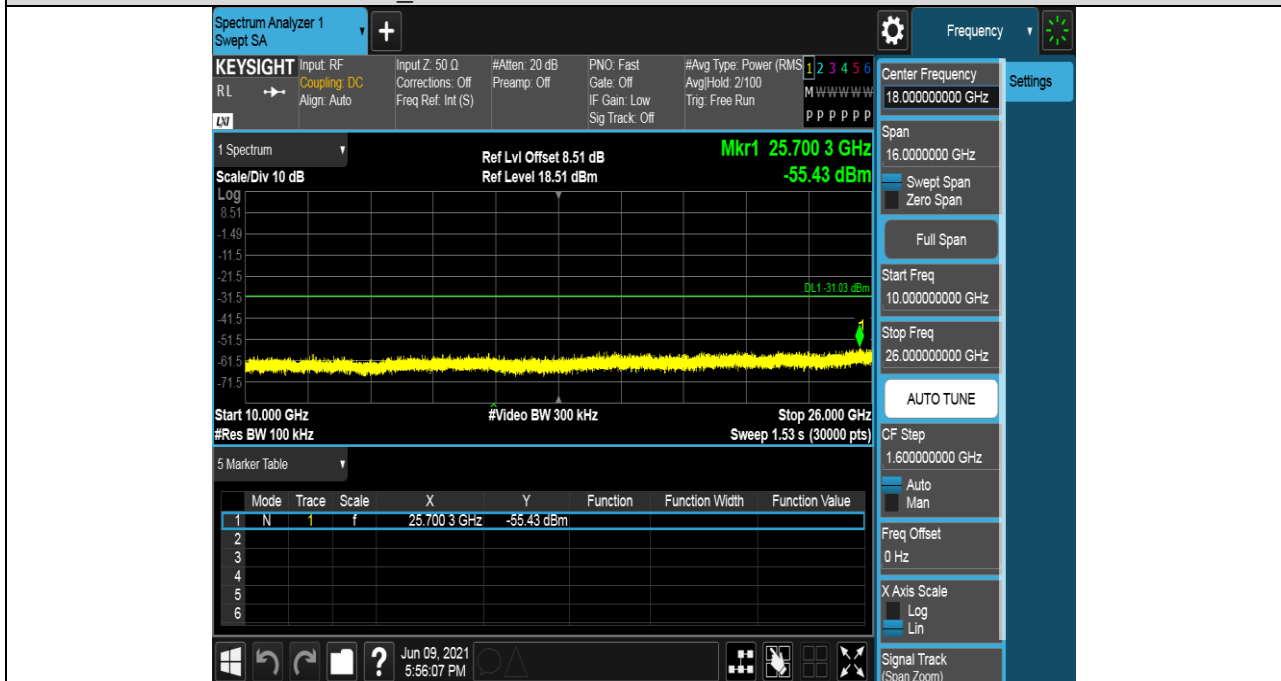 Spectrum Analyzer 1
Swept SA
+
Frequency
KEYSIGHT
RL
LXI
Input: RF
Coupling: DC
Align: Auto
Input Z: 50 Ω
Corrections: Off
Freq Ref: Int (S)
#Atten: 20 dB
Preamp: Off
PNO: Fast
Gate: Off
IF Gain: Low
Sig Track: Off
#Avg Type: Power (RMS
Avg|Hold: 2/100
Trig: Free Run
1 2 3 4 5 6
M W W W W W
P P P P P P
1 Spectrum
Scale/Div 10 dB
Ref Lvl Offset 8.51 dB
Ref Level 18.51 dBm
Mkr1 25.700 3 GHz
-55.43 dBm
Log
8.51
-1.49
-11.5
-21.5
-31.5
-41.5
-51.5
-61.5
-71.5
DL1 -31.03 dBm
1
Start 10.000 GHz
#Video BW 300 kHz
Stop 26.000 GHz
#Res BW 100 kHz
Sweep 1.53 s (30000 pts)
5 Marker Table
Mode Trace Scale X Y Function Function Width Function Value
1 N 1 f 25.700 3 GHz -55.43 dBm
2
3
4
5
6
?
Jun 09, 2021
5:56:07 PM
Center Frequency
18.000000000 GHz
Span
16.0000000 GHz
Swept Span
Zero Span
Full Span
Start Freq
10.000000000 GHz
Stop Freq
26.000000000 GHz
AUTO TUNE
CF Step
1.600000000 GHz
Auto
Man
Freq Offset
0 Hz
X Axis Scale
Log
Lin
Signal Track
(Span Zoom)
Settings